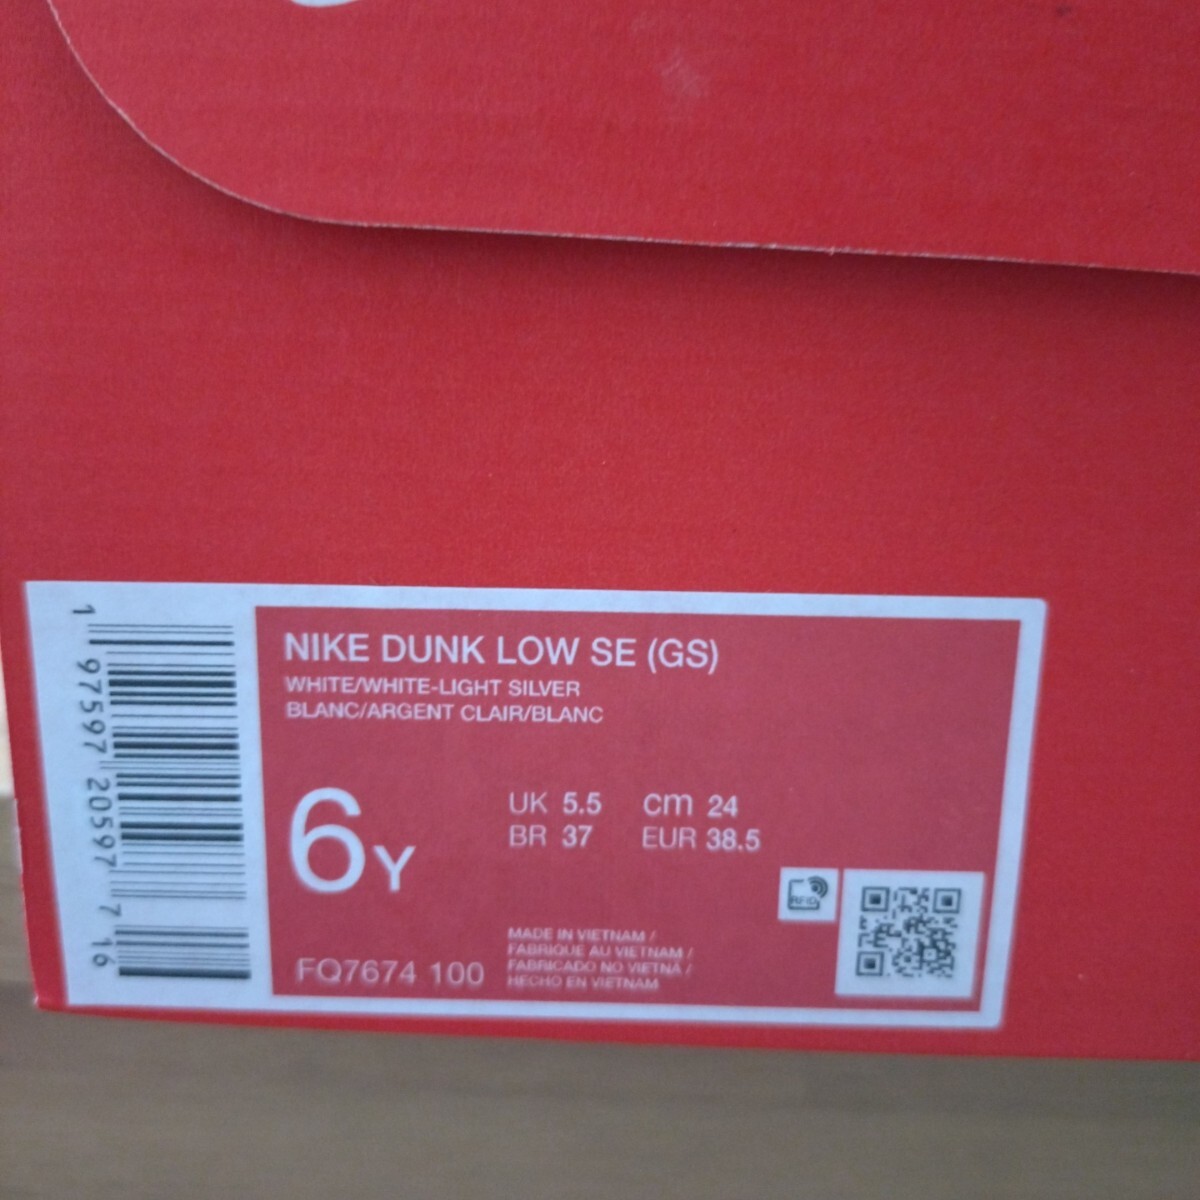 NIKE DUNK LOW SE (GS)
WHITE/WHITE-LIGHT SILVER
BLANC/ARGENT CLAIR/BLANC
6Y
UK 5.5 cm 24
BR 37 EUR 38.5
FQ7674 100
MADE IN VIETNAM /
FABRIQUE AU VIETNAM /
FABRICADO NO VIETNÃ /
HECHO EN VIETNAM
RFID
1 97597 20597 7 16